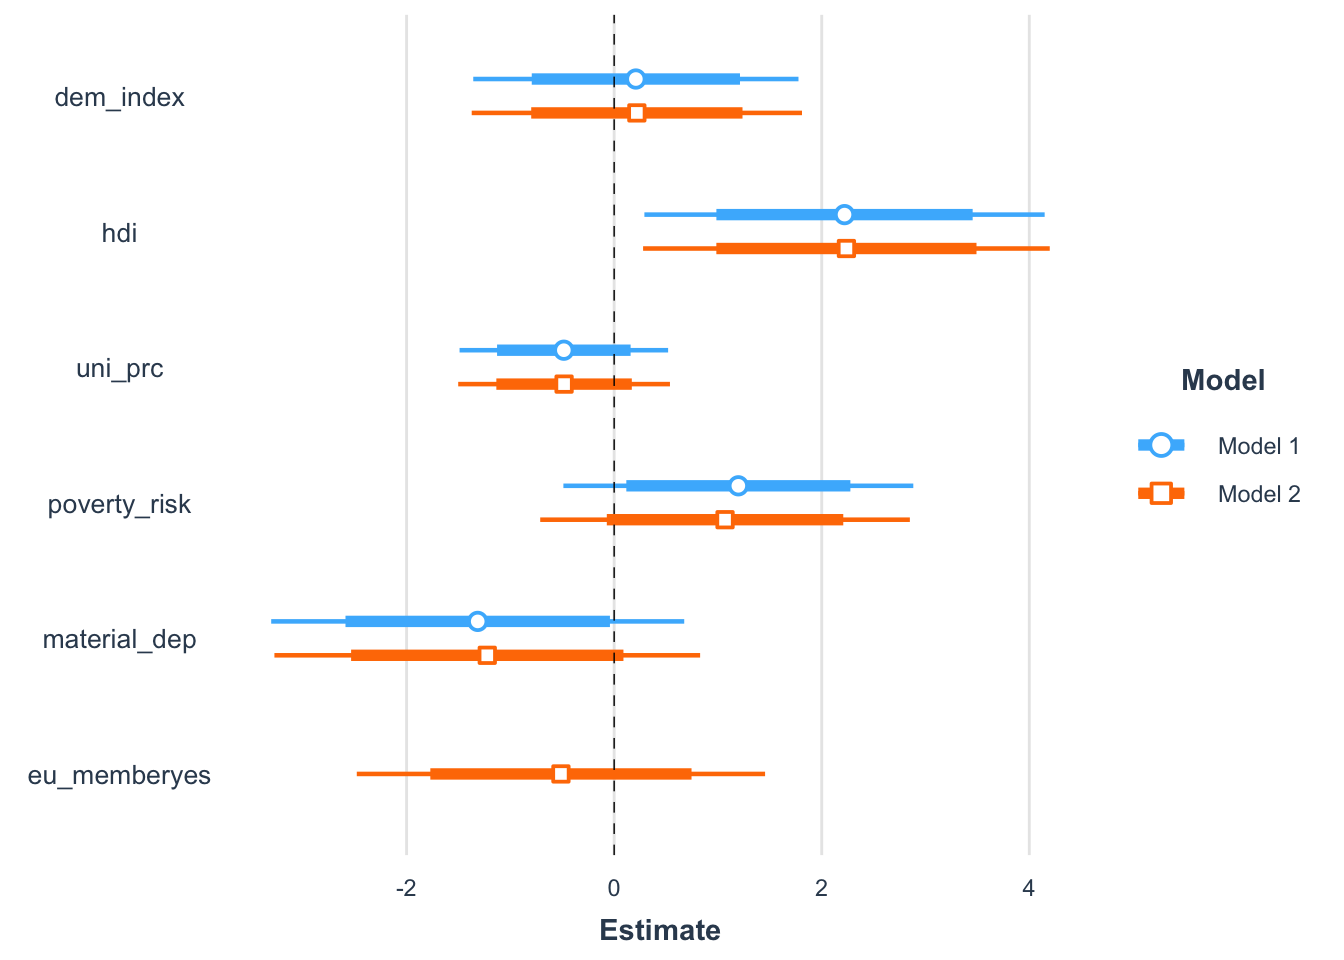 dem_index
hdi
uni_prc
poverty_risk
material_dep
eu_memberyes
-2 0 2 4
Estimate
Model
Model 1
Model 2